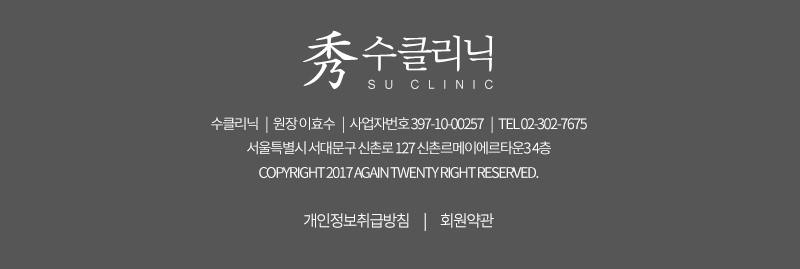 秀 수클리닉
SU CLINIC
수클리닉 | 원장 이효수 | 사업자번호 397-10-00257 | TEL 02-302-7675
서울특별시 서대문구 신촌로 127 신촌르메이에르타운3 4층
COPYRIGHT 2017 AGAIN TWENTY RIGHT RESERVED.
개인정보취급방침 | 회원약관